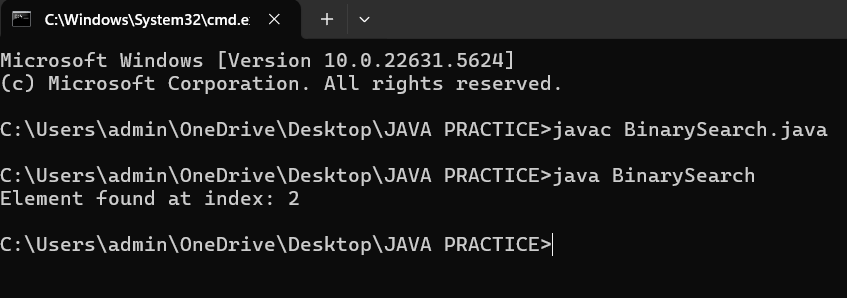 C:\Windows\System32\cmd.e
Microsoft Windows [Version 10.0.22631.5624]
(c) Microsoft Corporation. All rights reserved.
C:\Users\admin\OneDrive\Desktop\JAVA PRACTICE>javac BinarySearch.java
C:\Users\admin\OneDrive\Desktop\JAVA PRACTICE>java BinarySearch
Element found at index: 2
C:\Users\admin\OneDrive\Desktop\JAVA PRACTICE>